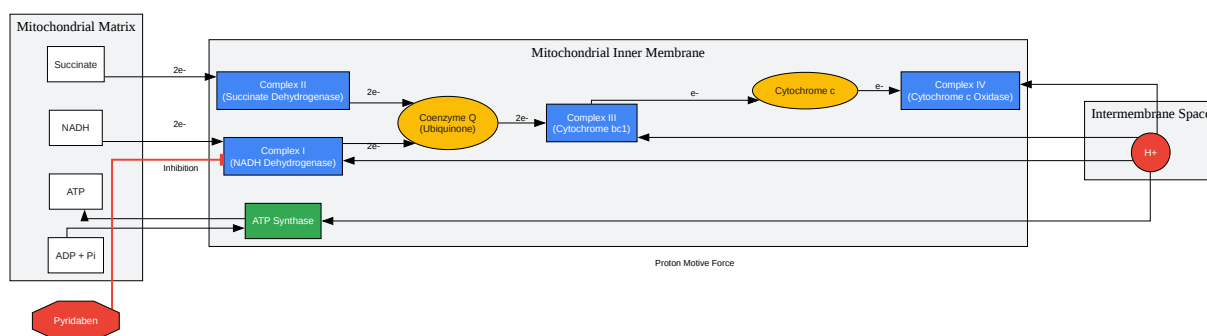 Mitochondrial Matrix
Succinate
NADH
ATP
ADP + Pi
Pyridaben
2e-
2e-
Inhibition
Mitochondrial Inner Membrane
Complex II
(Succinate Dehydrogenase)
Complex I
(NADH Dehydrogenase)
ATP Synthase
2e-
2e-
Coenzyme Q
(Ubiquinone)
2e-
Complex III
(Cytochrome bc1)
e-
Cytochrome c
e-
Complex IV
(Cytochrome c Oxidase)
Intermembrane Space
H+
Proton Motive Force